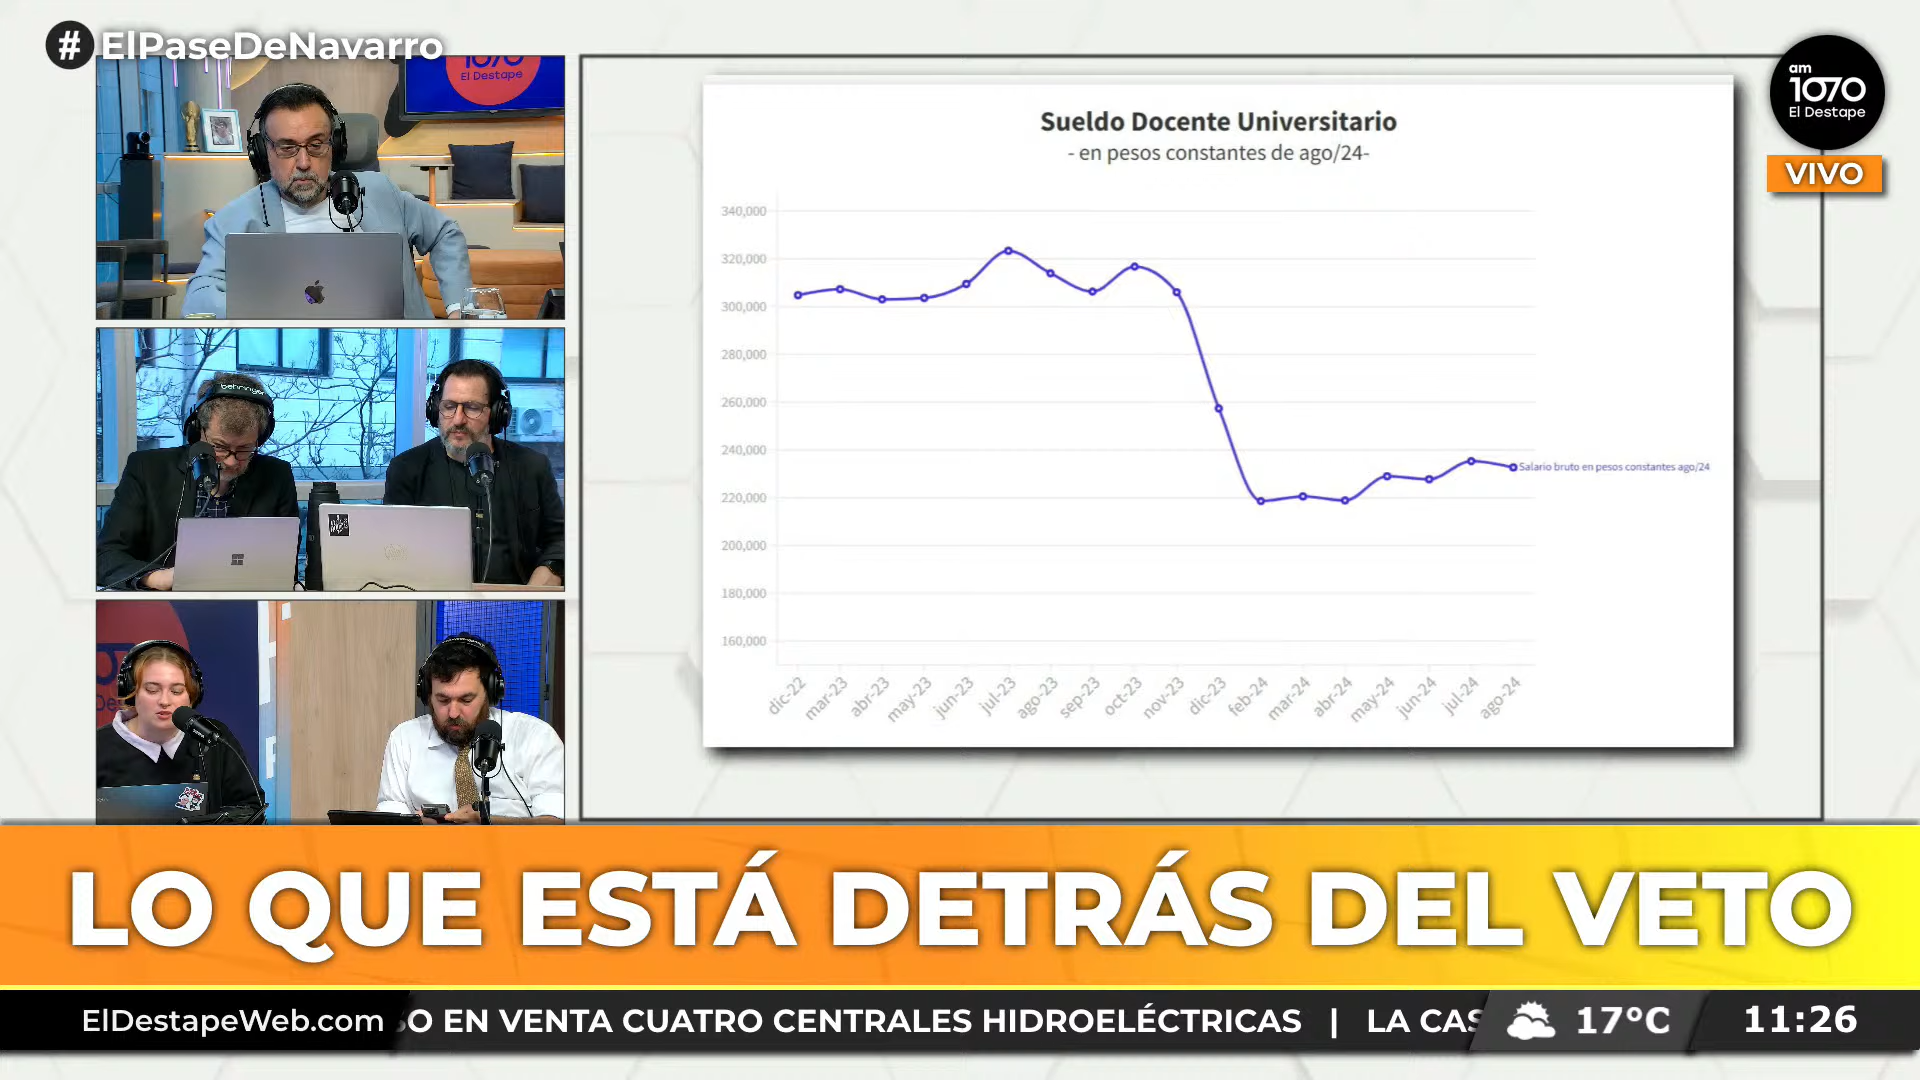 # ElPaseDeNavarro
1070
El Destape
behringer
am
1070
El Destape
VIVO
Sueldo Docente Universitario
- en pesos constantes de ago/24-
340,000
320,000
300,000
280,000
260,000
240,000
220,000
200,000
180,000
160,000
Salario bruto en pesos constantes ago/24
dic-22
mar-23
abr-23
may-23
jun-23
jul-23
ago-23
sep-23
oct-23
nov-23
dic-23
feb-24
mar-24
abr-24
may-24
jun-24
jul-24
ago-24
LO QUE ESTÁ DETRÁS DEL VETO
ElDestapeWeb.com
O EN VENTA CUATRO CENTRALES HIDROELÉCTRICAS | LA CAS
17°C
11:26